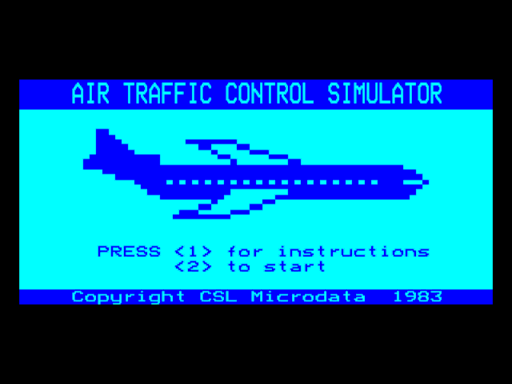 AIR TRAFFIC CONTROL SIMULATOR
PRESS <1> for instructions
<2> to start
Copyright CSL Microdata 1983